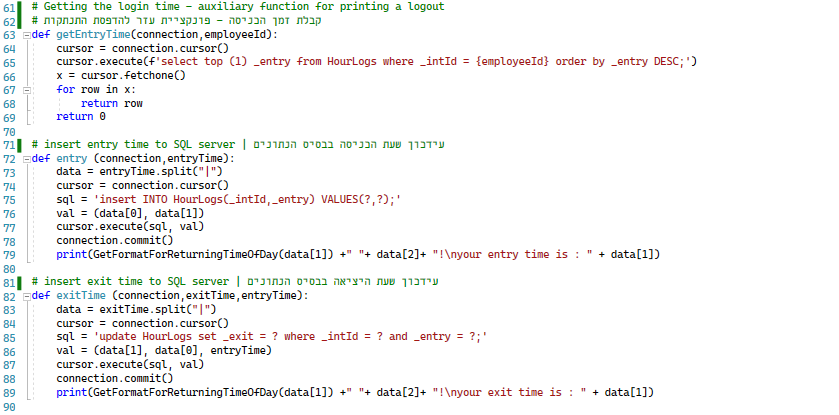 61 # Getting the login time - auxiliary function for printing a logout
62 # קבלת זמן הכניסה - פונקציית עזר להדפסת התנתקות
63 def getEntryTime(connection,employeeId):
64 cursor = connection.cursor()
65 cursor.execute(f'select top (1) _entry from HourLogs where _intId = {employeeId} order by _entry DESC;')
66 x = cursor.fetchone()
67 for row in x:
68 return row
69 return 0
70
71 # insert entry time to SQL server | עידכון שעת הכניסה בבסיס הנתונים
72 def entry (connection,entryTime):
73 data = entryTime.split("|")
74 cursor = connection.cursor()
75 sql = 'insert INTO HourLogs(_intId,_entry) VALUES(?,?);'
76 val = (data[0], data[1])
77 cursor.execute(sql, val)
78 connection.commit()
79 print(GetFormatForReturningTimeOfDay(data[1]) +" "+ data[2]+ "!\nyour entry time is : " + data[1])
80
81 # insert exit time to SQL server | עידכון שעת היציאה בבסיס הנתונים
82 def exitTime (connection,exitTime,entryTime):
83 data = exitTime.split("|")
84 cursor = connection.cursor()
85 sql = 'update HourLogs set _exit = ? where _intId = ? and _entry = ?;'
86 val = (data[1], data[0], entryTime)
87 cursor.execute(sql, val)
88 connection.commit()
89 print(GetFormatForReturningTimeOfDay(data[1]) +" "+ data[2]+ "!\nyour exit time is : " + data[1])
90